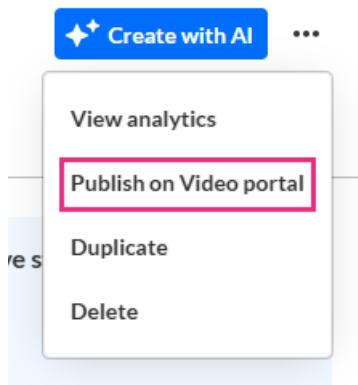 Create with AI
View analytics
Publish on Video portal
Duplicate
Delete